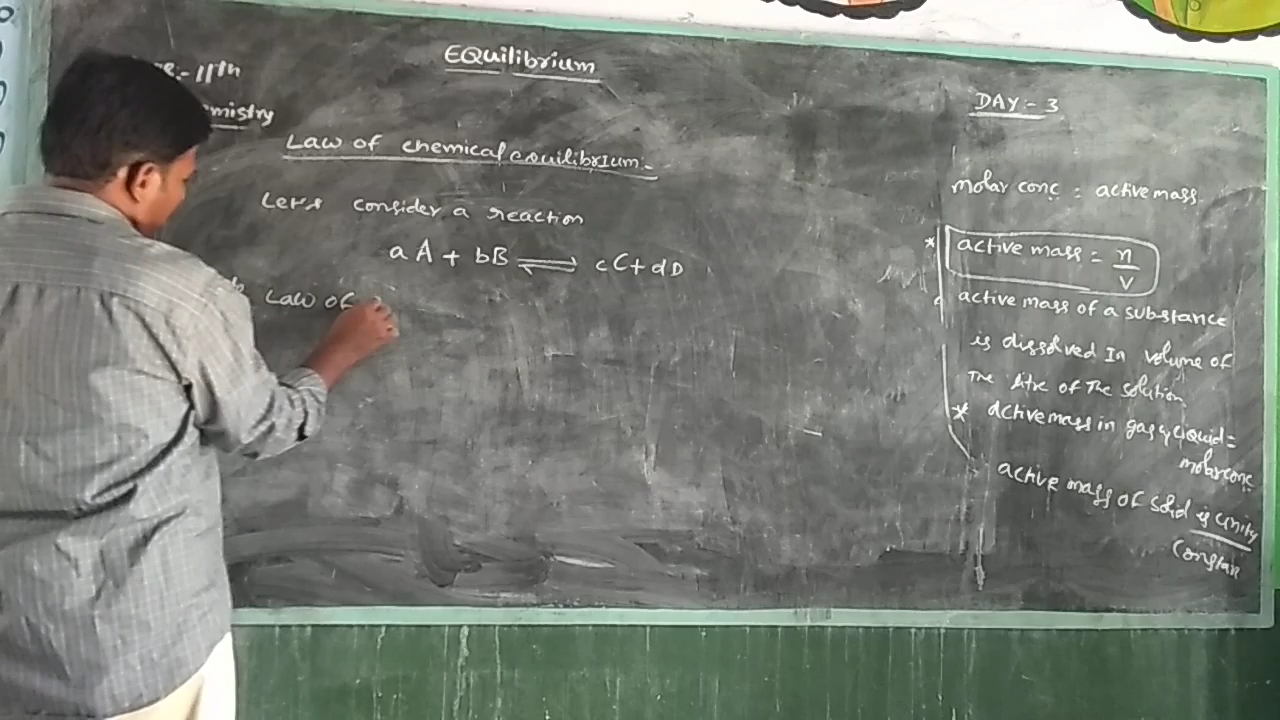 EQuilibrium
:- 11th
mistry
DAY :- 3
Law of chemical equilibrium:-
Let's consider a reaction
a A + bB ⇌ cC + dD
Law of
molar conc : active mass
* active mass = n/V
active mass of a substance
is dissolved In volume of
The litre of The solution
* active mass in gas & liquid =
molar conc
active mass of solid is unity
Constan